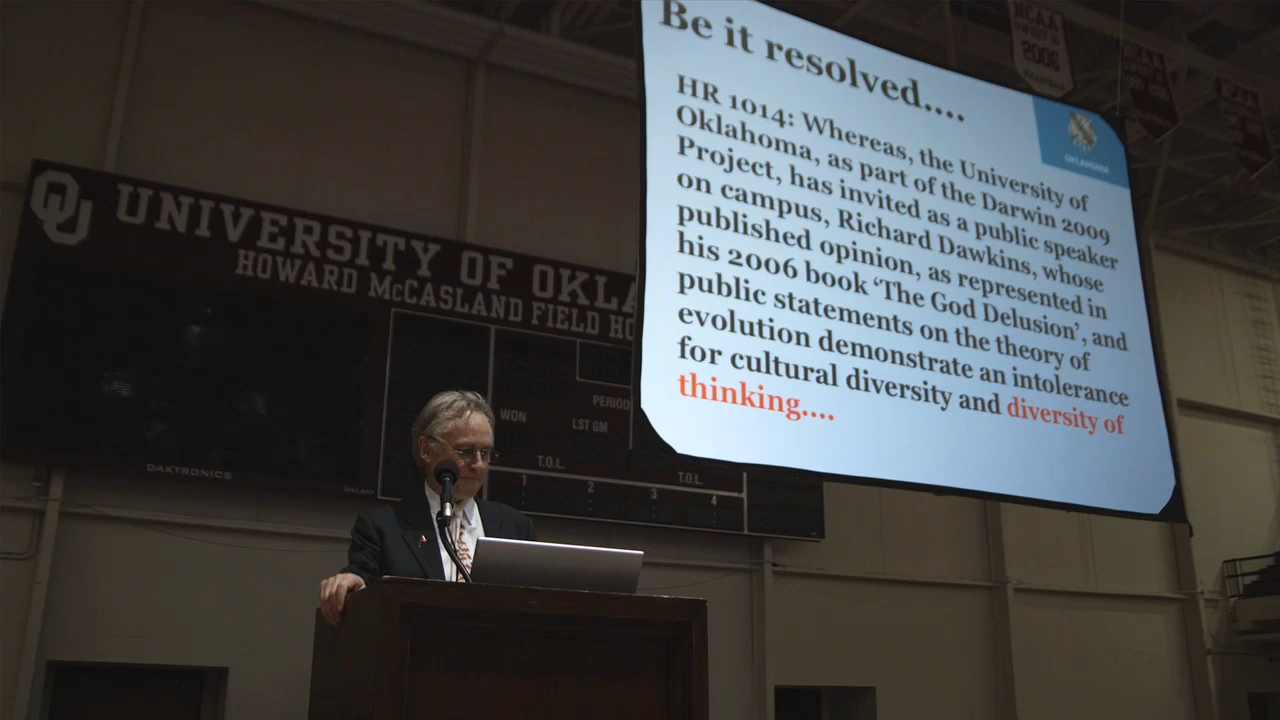 Be it resolved....
HR 1014: Whereas, the University of
Oklahoma, as part of the Darwin 2009
Project, has invited as a public speaker
on campus, Richard Dawkins, whose
published opinion, as represented in
his 2006 book ‘The God Delusion’, and
public statements on the theory of
evolution demonstrate an intolerance
for cultural diversity and diversity of
thinking....
OKLAHOMA
NCAA
2006
OU
UNIVERSITY OF OKLA
HOWARD McCASLAND FIELD HO
PERIOD
WON
LST GM
T.O.L.
T.O.L.
1 2 3 4
DAKTRONICS
GALAXY